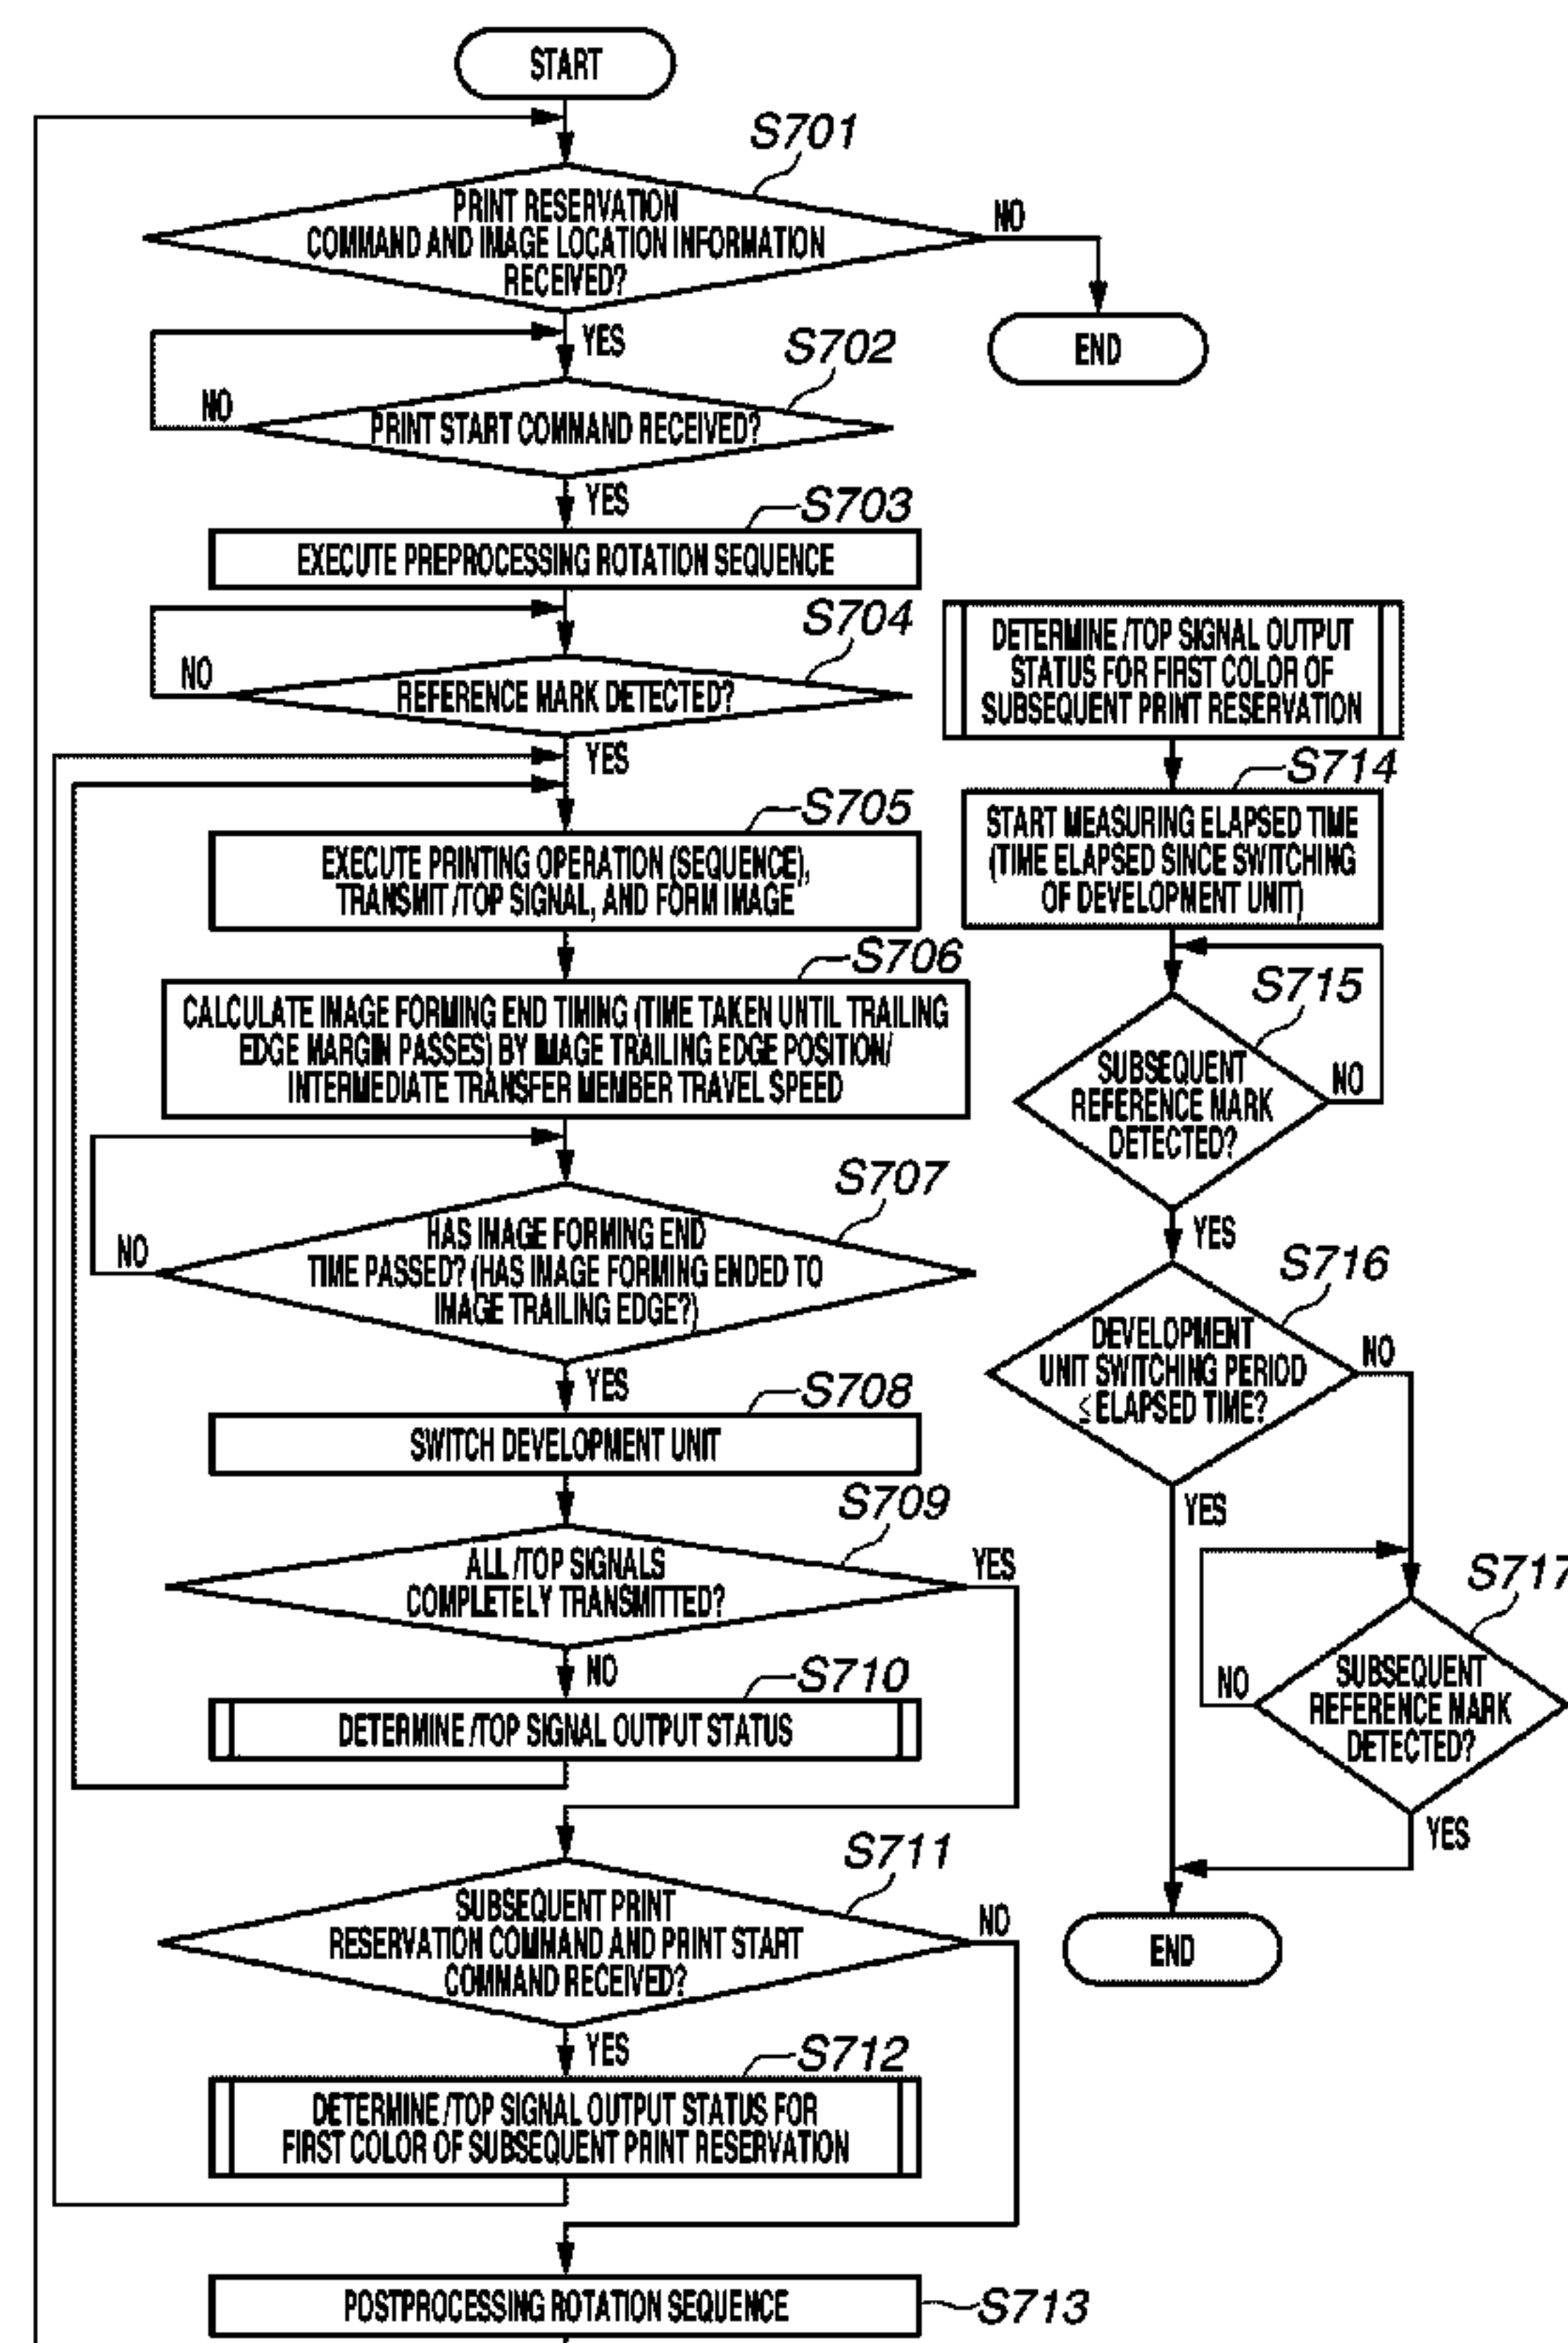 START
S701
PRINT RESERVATION
COMMAND AND IMAGE LOCATION INFORMATION
RECEIVED?
NO
END
YES
S702
PRINT START COMMAND RECEIVED?
NO
YES
S703
EXECUTE PREPROCESSING ROTATION SEQUENCE
S704
REFERENCE MARK DETECTED?
NO
YES
S705
EXECUTE PRINTING OPERATION (SEQUENCE),
TRANSMIT /TOP SIGNAL, AND FORM IMAGE
S706
CALCULATE IMAGE FORMING END TIMING (TIME TAKEN UNTIL TRAILING
EDGE MARGIN PASSES) BY IMAGE TRAILING EDGE POSITION/
INTERMEDIATE TRANSFER MEMBER TRAVEL SPEED
S707
HAS IMAGE FORMING END
TIME PASSED? (HAS IMAGE FORMING ENDED TO
IMAGE TRAILING EDGE?)
NO
YES
S708
SWITCH DEVELOPMENT UNIT
S709
ALL /TOP SIGNALS
COMPLETELY TRANSMITTED?
YES
NO
S710
DETERMINE /TOP SIGNAL OUTPUT STATUS
S711
SUBSEQUENT PRINT
RESERVATION COMMAND AND PRINT START
COMMAND RECEIVED?
NO
YES
S712
DETERMINE /TOP SIGNAL OUTPUT STATUS FOR
FIRST COLOR OF SUBSEQUENT PRINT RESERVATION
POSTPROCESSING ROTATION SEQUENCE
S713
DETERMINE /TOP SIGNAL OUTPUT
STATUS FOR FIRST COLOR OF
SUBSEQUENT PRINT RESERVATION
S714
START MEASURING ELAPSED TIME
(TIME ELAPSED SINCE SWITCHING
OF DEVELOPMENT UNIT)
S715
SUBSEQUENT
REFERENCE MARK
DETECTED?
NO
YES
S716
DEVELOPMENT
UNIT SWITCHING PERIOD
≤ ELAPSED TIME?
NO
YES
S717
SUBSEQUENT
REFERENCE MARK
DETECTED?
NO
YES
END